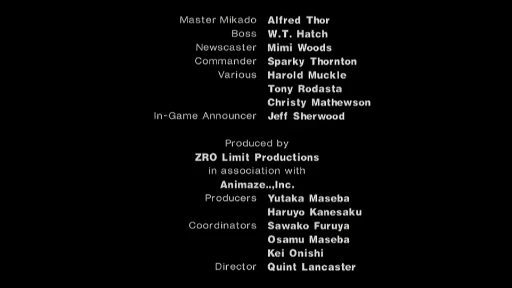 Master Mikado Alfred Thor
Boss W.T. Hatch
Newscaster Mimi Woods
Commander Sparky Thornton
Various Harold Muckle
Tony Rodasta
Christy Mathewson
In-Game Announcer Jeff Sherwood
Produced by
ZRO Limit Productions
in association with
Animaze..,Inc.
Producers Yutaka Maseba
Haruyo Kanesaku
Coordinators Sawako Furuya
Osamu Maseba
Kei Onishi
Director Quint Lancaster